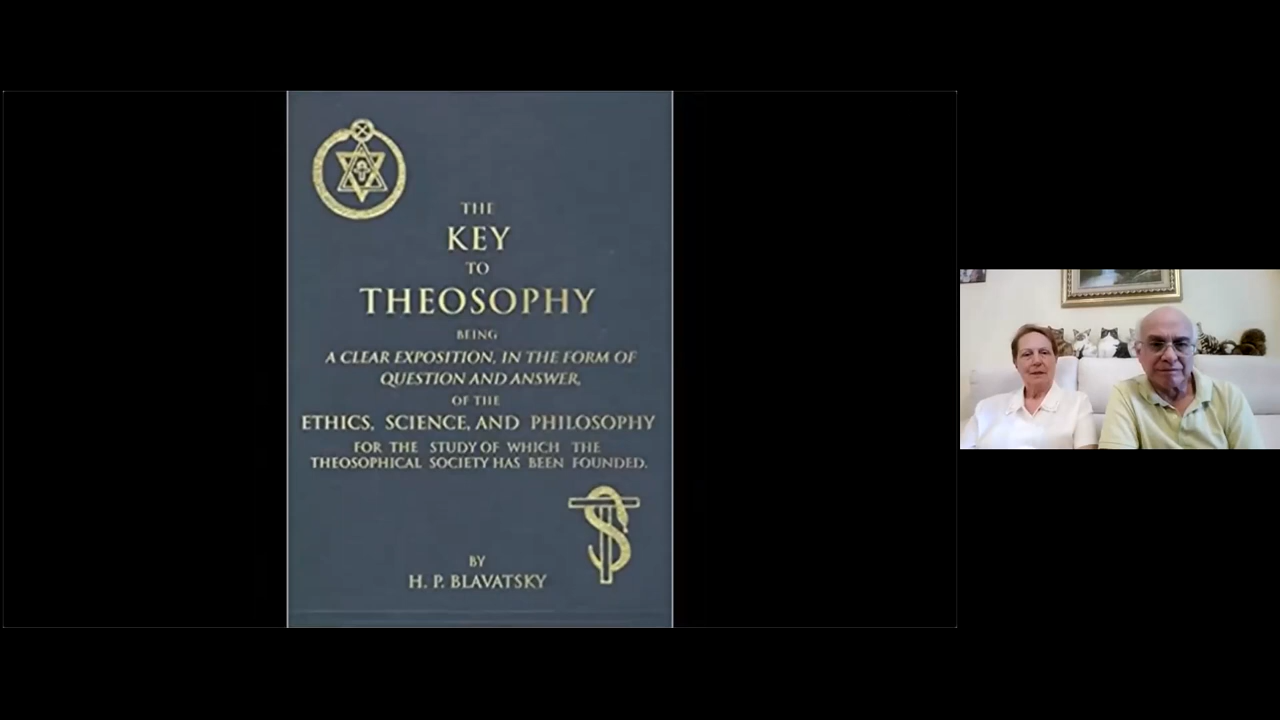 THE
KEY
TO
THEOSOPHY
BEING
A CLEAR EXPOSITION, IN THE FORM OF
QUESTION AND ANSWER,
OF THE
ETHICS, SCIENCE, AND PHILOSOPHY
FOR THE STUDY OF WHICH THE
THEOSOPHICAL SOCIETY HAS BEEN FOUNDED.
BY
H. P. BLAVATSKY